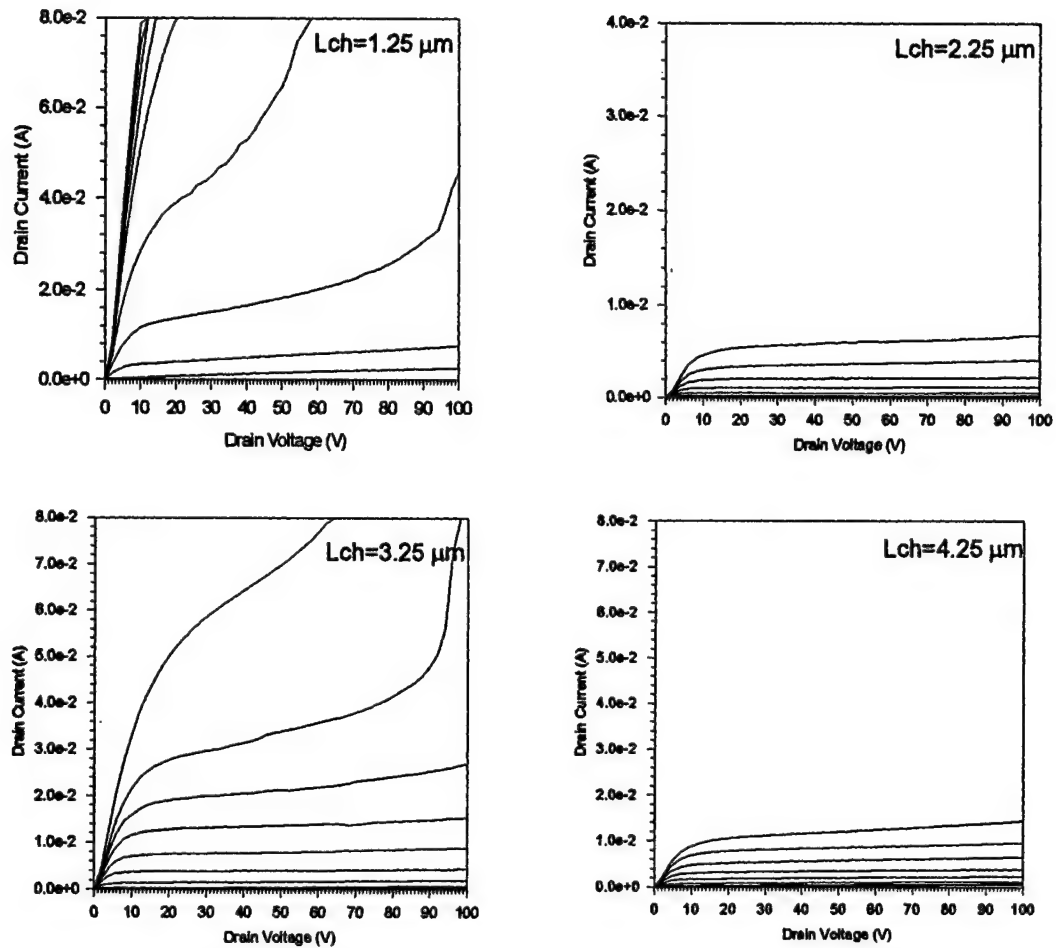 Lch=1.25 μm
8.0e-2
6.0e-2
4.0e-2
2.0e-2
0.0e+0
Drain Current (A)
0 10 20 30 40 50 60 70 80 90 100
Drain Voltage (V)
Lch=2.25 μm
4.0e-2
3.0e-2
2.0e-2
1.0e-2
0.0e+0
Drain Current (A)
0 10 20 30 40 50 60 70 80 90 100
Drain Voltage (V)
Lch=3.25 μm
8.0e-2
7.0e-2
6.0e-2
5.0e-2
4.0e-2
3.0e-2
2.0e-2
1.0e-2
0.0e+0
Drain Current (A)
0 10 20 30 40 50 60 70 80 90 100
Drain Voltage (V)
Lch=4.25 μm
8.0e-2
7.0e-2
6.0e-2
5.0e-2
4.0e-2
3.0e-2
2.0e-2
1.0e-2
0.0e+0
Drain Current (A)
0 10 20 30 40 50 60 70 80 90 100
Drain Voltage (V)